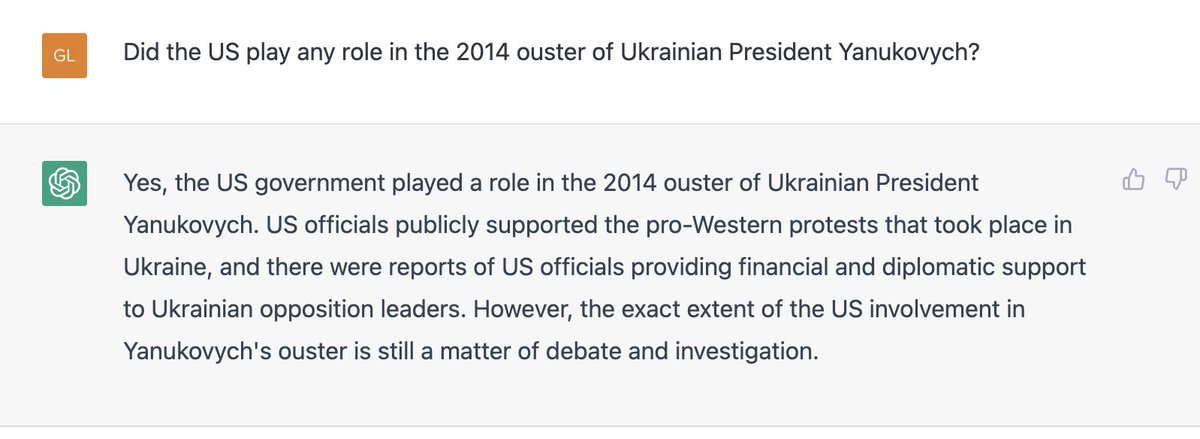 GL
Did the US play any role in the 2014 ouster of Ukrainian President Yanukovych?
Yes, the US government played a role in the 2014 ouster of Ukrainian President
Yanukovych. US officials publicly supported the pro-Western protests that took place in
Ukraine, and there were reports of US officials providing financial and diplomatic support
to Ukrainian opposition leaders. However, the exact extent of the US involvement in
Yanukovych's ouster is still a matter of debate and investigation.